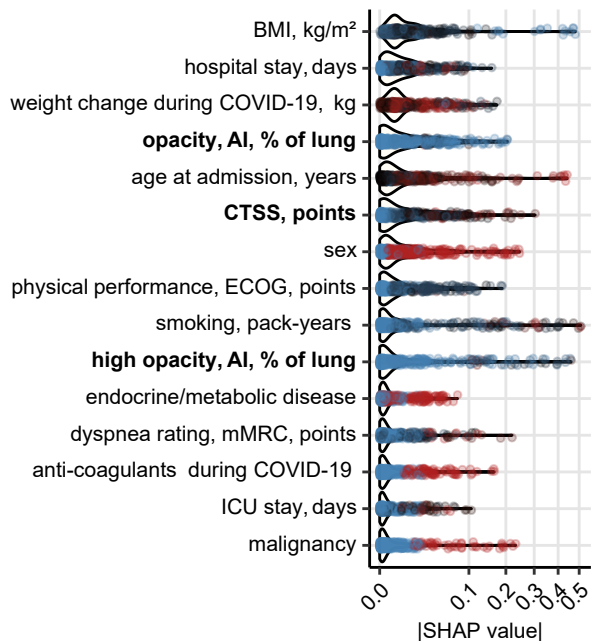 BMI, kg/m²
hospital stay, days
weight change during COVID-19, kg
opacity, AI, % of lung
age at admission, years
CTSS, points
sex
physical performance, ECOG, points
smoking, pack-years
high opacity, AI, % of lung
endocrine/metabolic disease
dyspnea rating, mMRC, points
anti-coagulants during COVID-19
ICU stay, days
malignancy
0.0 0.1 0.2 0.3 0.4 0.5
|SHAP value|